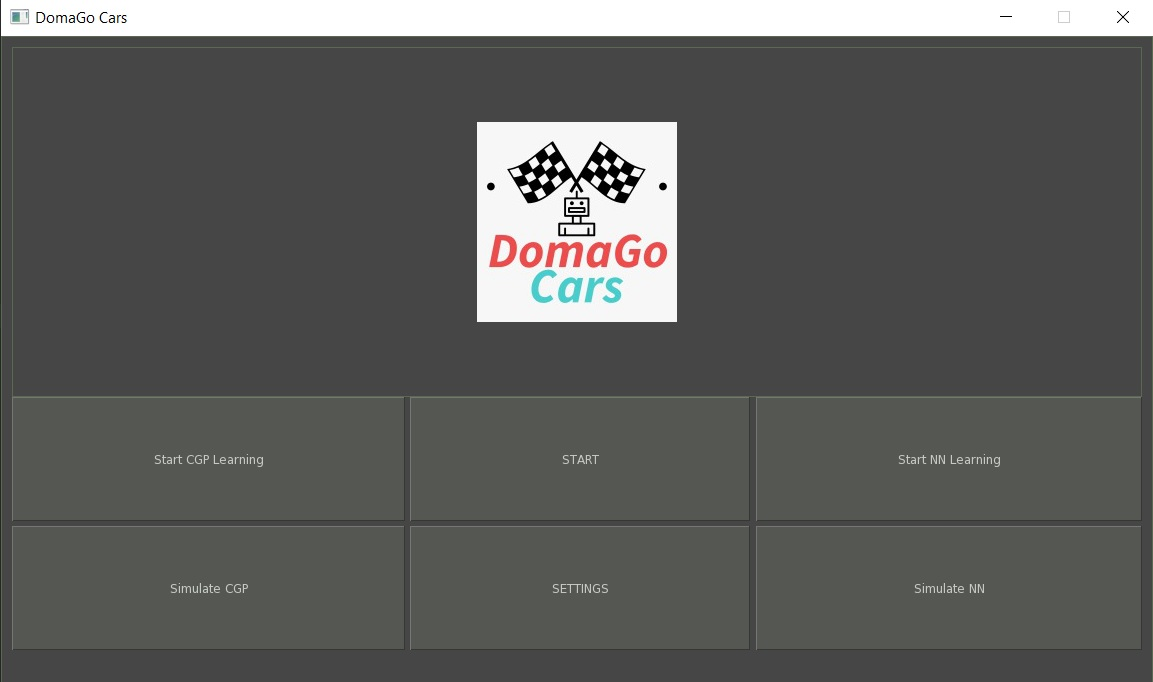 DomaGo Cars
DomaGo
Cars
Start CGP Learning
START
Start NN Learning
Simulate CGP
SETTINGS
Simulate NN